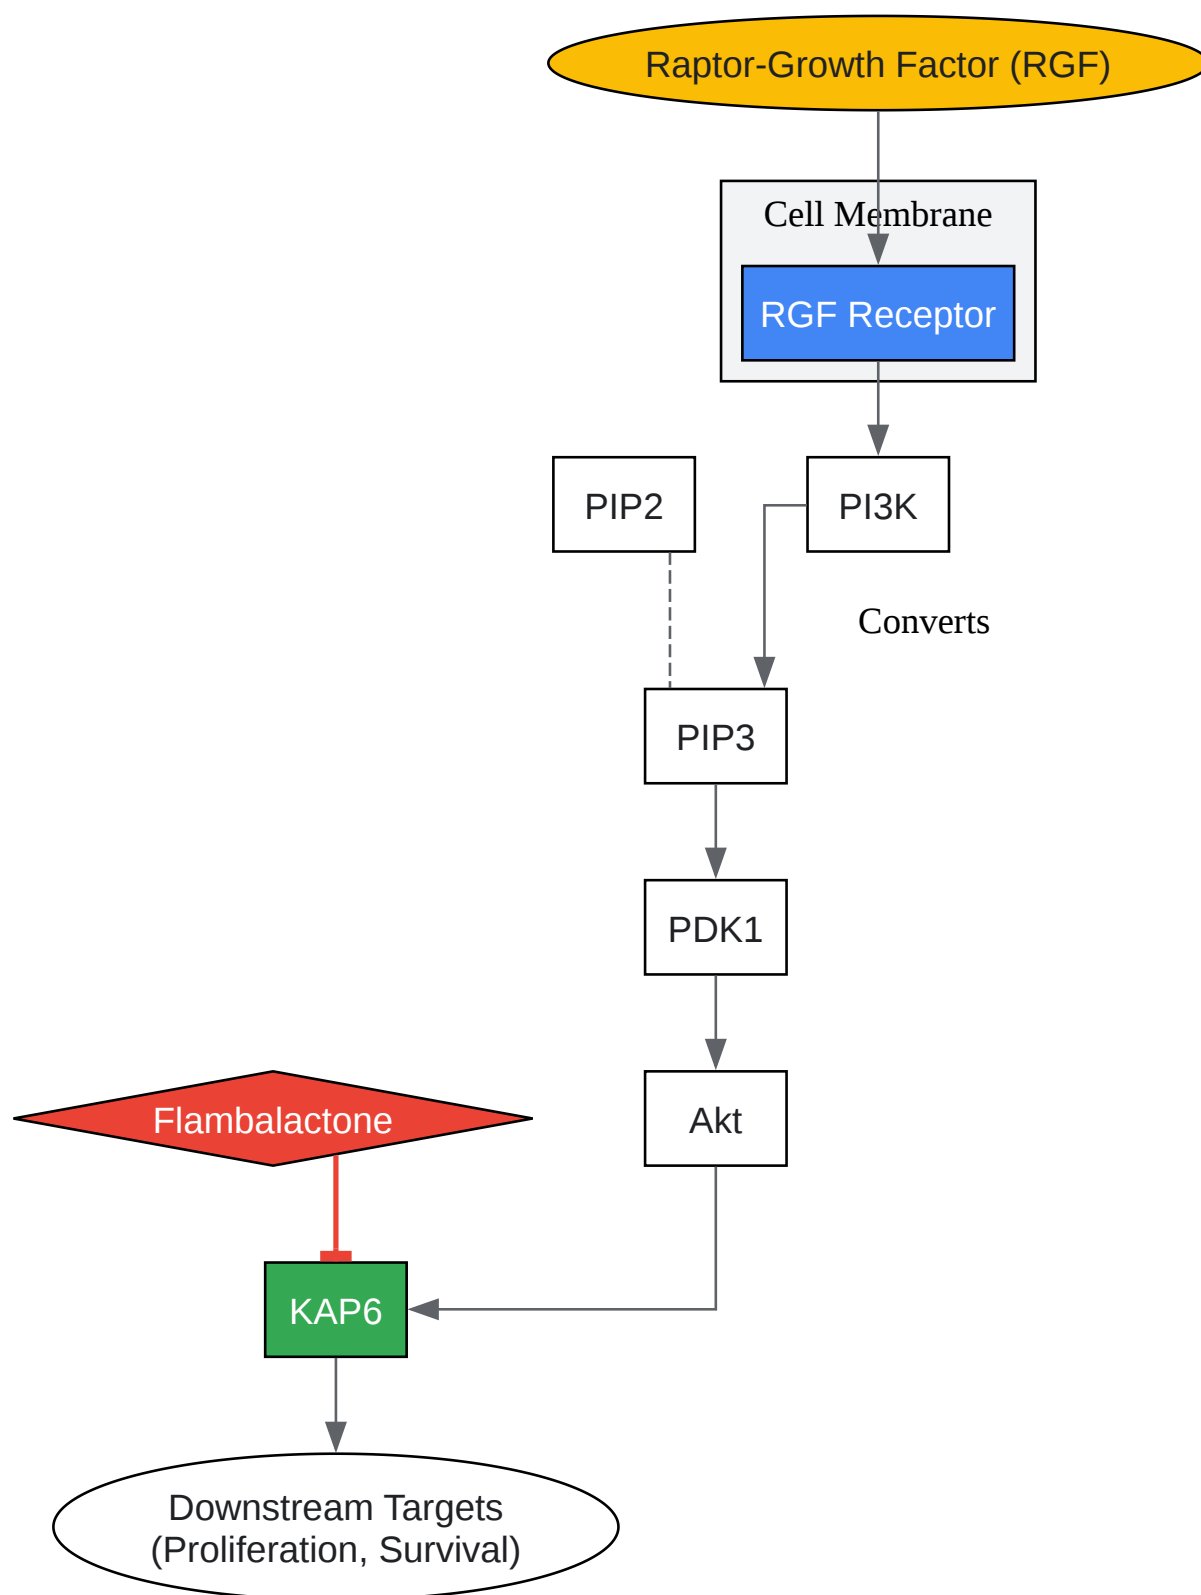 Raptor-Growth Factor (RGF)
Cell Membrane
RGF Receptor
PIP2
PI3K
Converts
PIP3
PDK1
Flambalactone
Akt
KAP6
Downstream Targets
(Proliferation, Survival)